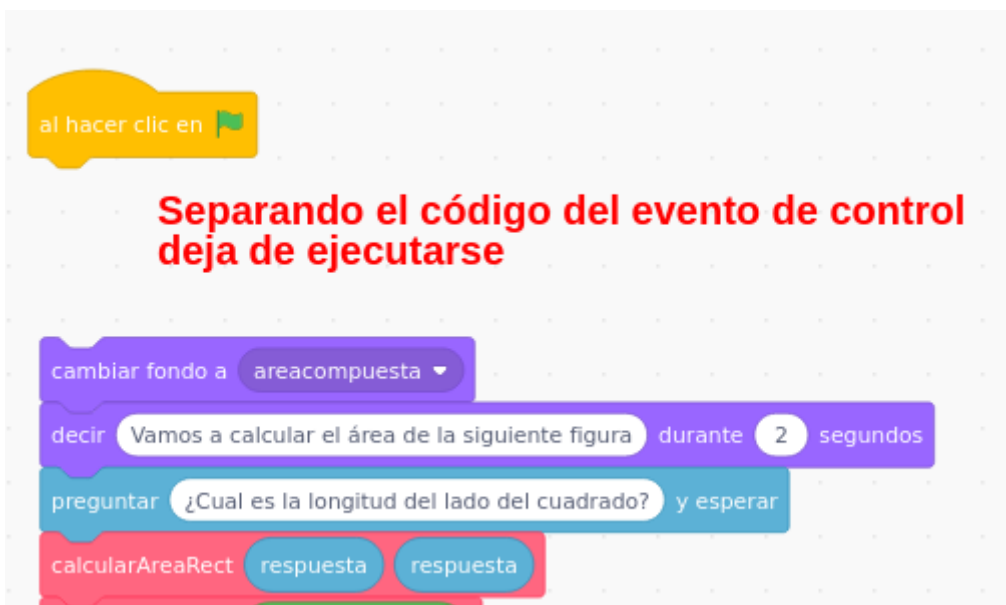 al hacer clic en
Separando el código del evento de control
deja de ejecutarse
cambiar fondo a areacompuesta
decir Vamos a calcular el área de la siguiente figura durante 2 segundos
preguntar ¿Cual es la longitud del lado del cuadrado? y esperar
calcularAreaRect respuesta respuesta